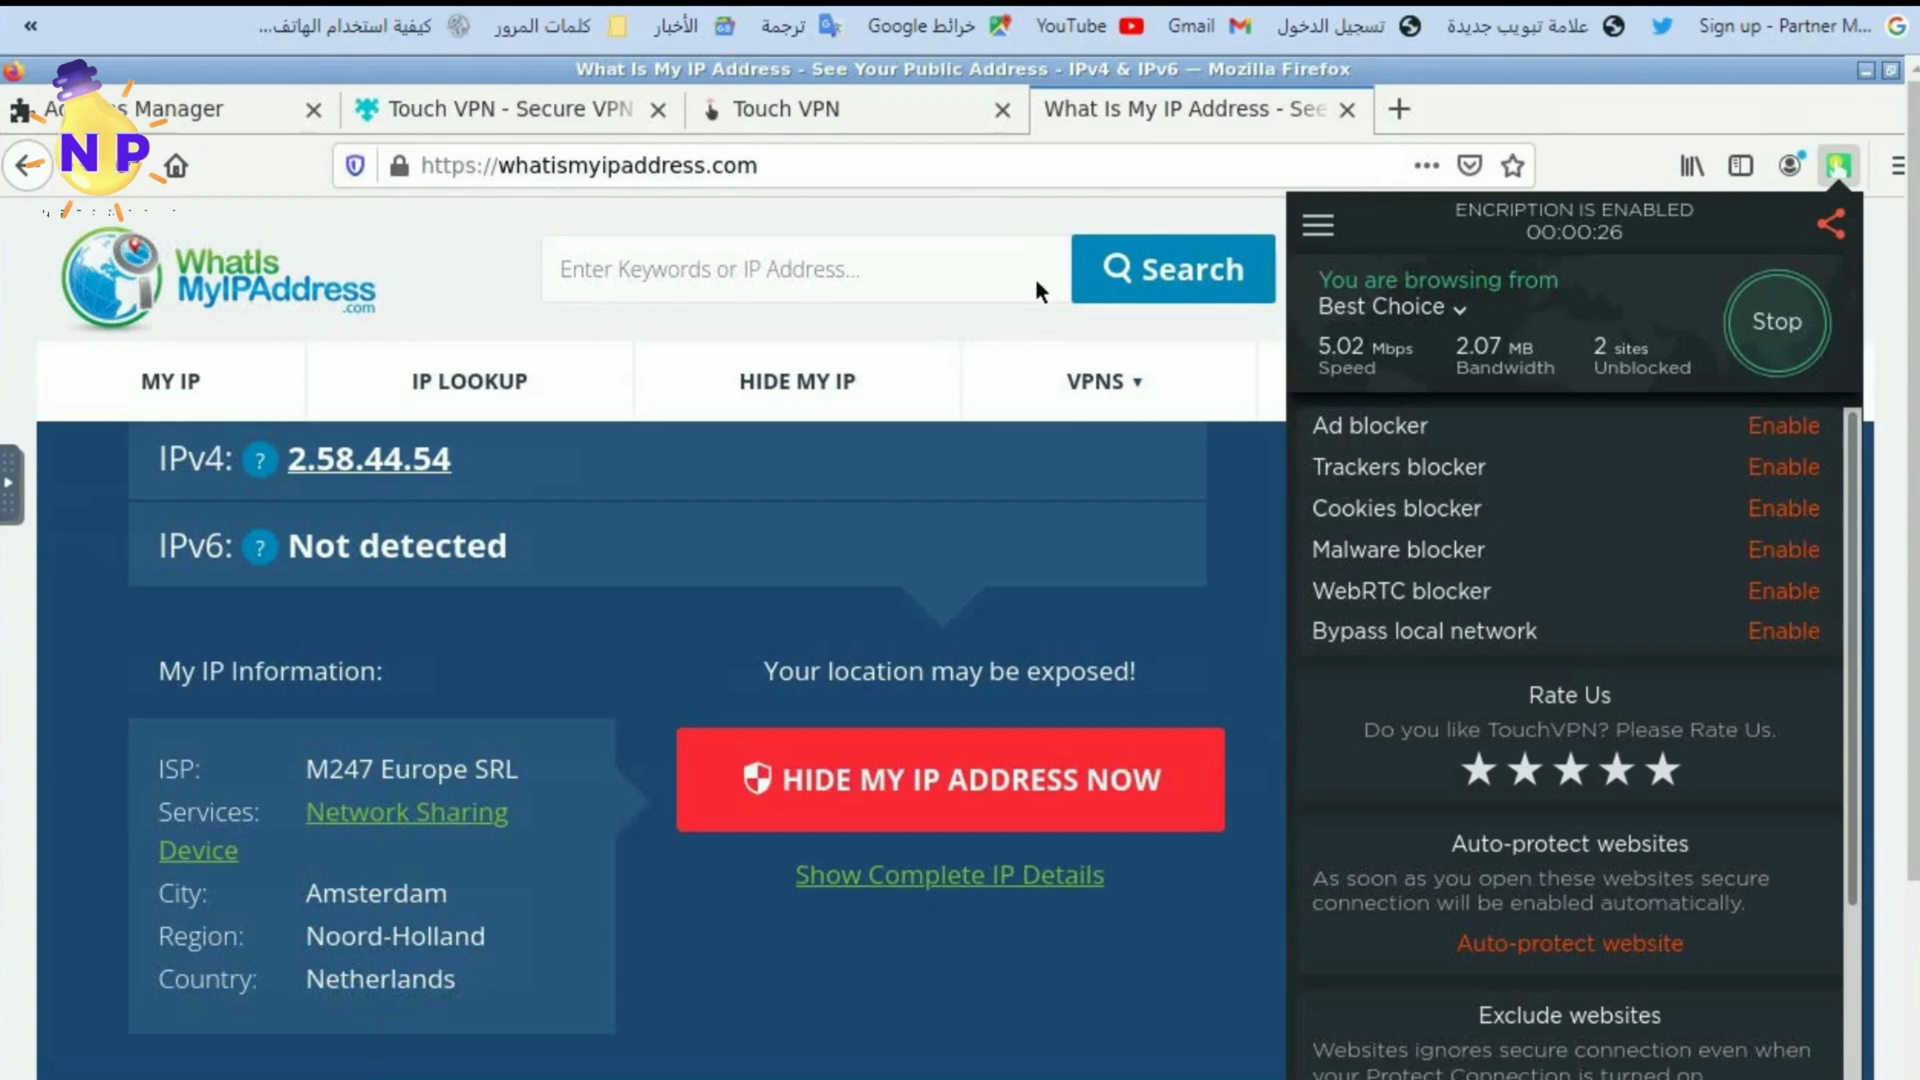 «
كيفية استخدام الهاتف...
كلمات المرور
الأخبار
ترجمة
خرائط Google
YouTube
Gmail
تسجيل الدخول
علامة تبويب جديدة
Sign up - Partner M...
What Is My IP Address - See Your Public Address - IPv4 & IPv6 — Mozilla Firefox
Manager
Touch VPN - Secure VPN
Touch VPN
What Is My IP Address - See
NP
https://whatismyipaddress.com
WhatIs
MyIPAddress
.com
Enter Keywords or IP Address...
Search
MY IP
IP LOOKUP
HIDE MY IP
VPNS
IPv4: ? 2.58.44.54
IPv6: ? Not detected
My IP Information:
ISP: M247 Europe SRL
Services: Network Sharing
Device
City: Amsterdam
Region: Noord-Holland
Country: Netherlands
Your location may be exposed!
HIDE MY IP ADDRESS NOW
Show Complete IP Details
ENCRIPTION IS ENABLED
00:00:26
You are browsing from
Best Choice
Stop
5.02 Mbps 2.07 MB 2 sites
Speed Bandwidth Unblocked
Ad blocker Enable
Trackers blocker Enable
Cookies blocker Enable
Malware blocker Enable
WebRTC blocker Enable
Bypass local network Enable
Rate Us
Do you like TouchVPN? Please Rate Us.
Auto-protect websites
As soon as you open these websites secure
connection will be enabled automatically.
Auto-protect website
Exclude websites
Websites ignores secure connection even when
your Protect Connection is turned on